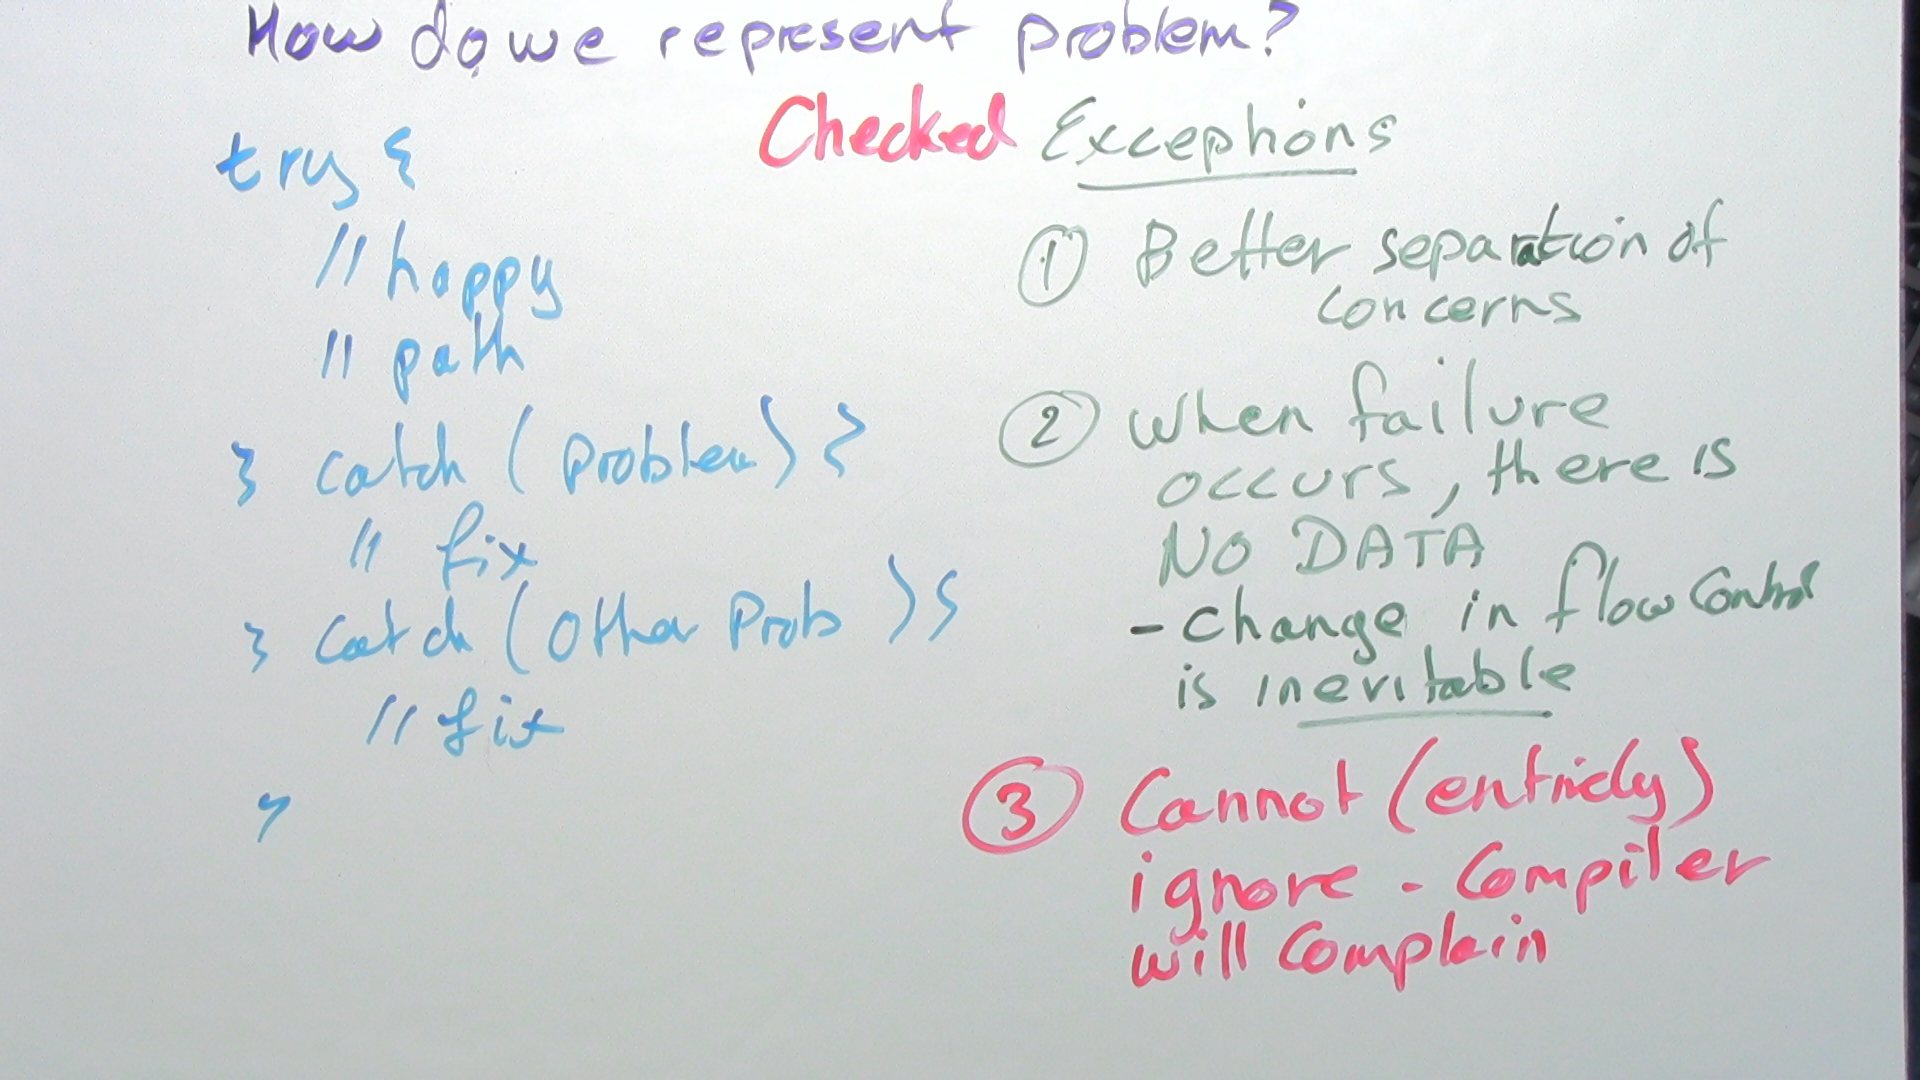 How do we represent problem?
Checked Exceptions
try {
// happy
// path
} catch (Problem) {
// fix
} catch (Other Prob) {
// fix
}
① Better separation of
concerns
② When failure
occurs, there is
NO DATA
- change in flow control
is inevitable
③ Cannot (entirely)
ignore - Compiler
will complain